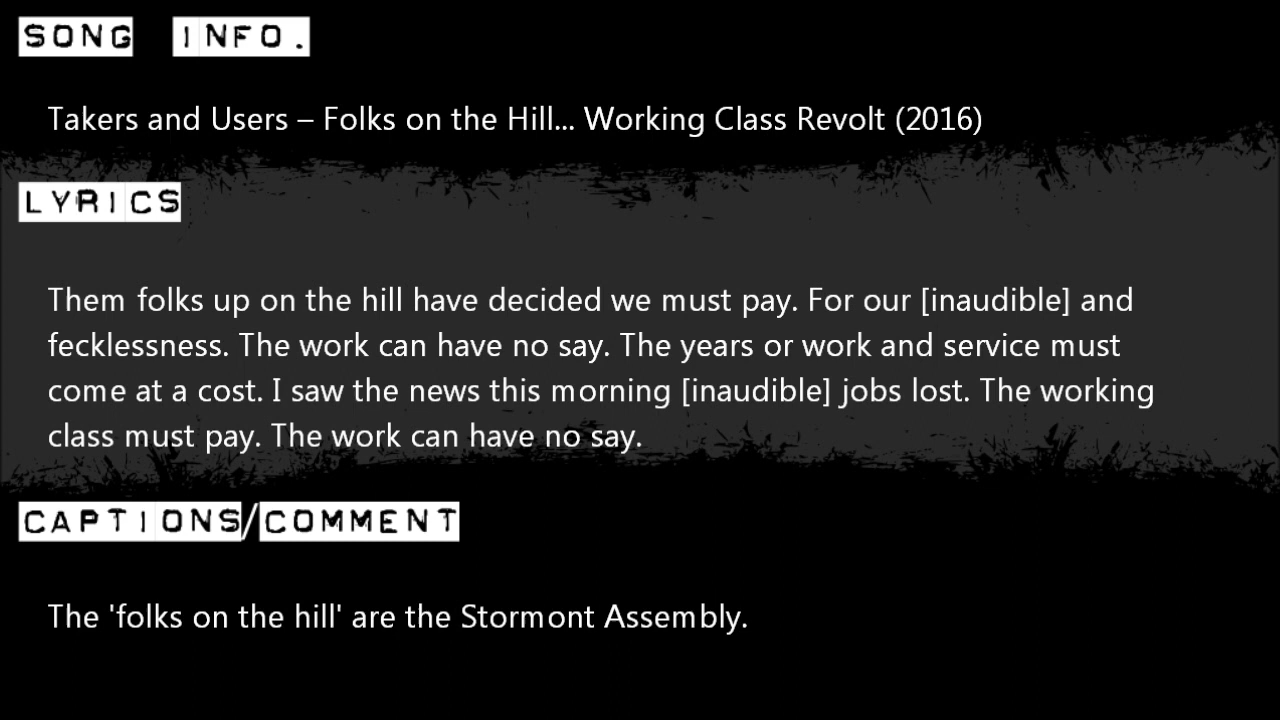 SONG INFO.
Takers and Users – Folks on the Hill... Working Class Revolt (2016)
LYRICS
Them folks up on the hill have decided we must pay. For our [inaudible] and
fecklessness. The work can have no say. The years or work and service must
come at a cost. I saw the news this morning [inaudible] jobs lost. The working
class must pay. The work can have no say.
CAPTIONS/COMMENT
The 'folks on the hill' are the Stormont Assembly.